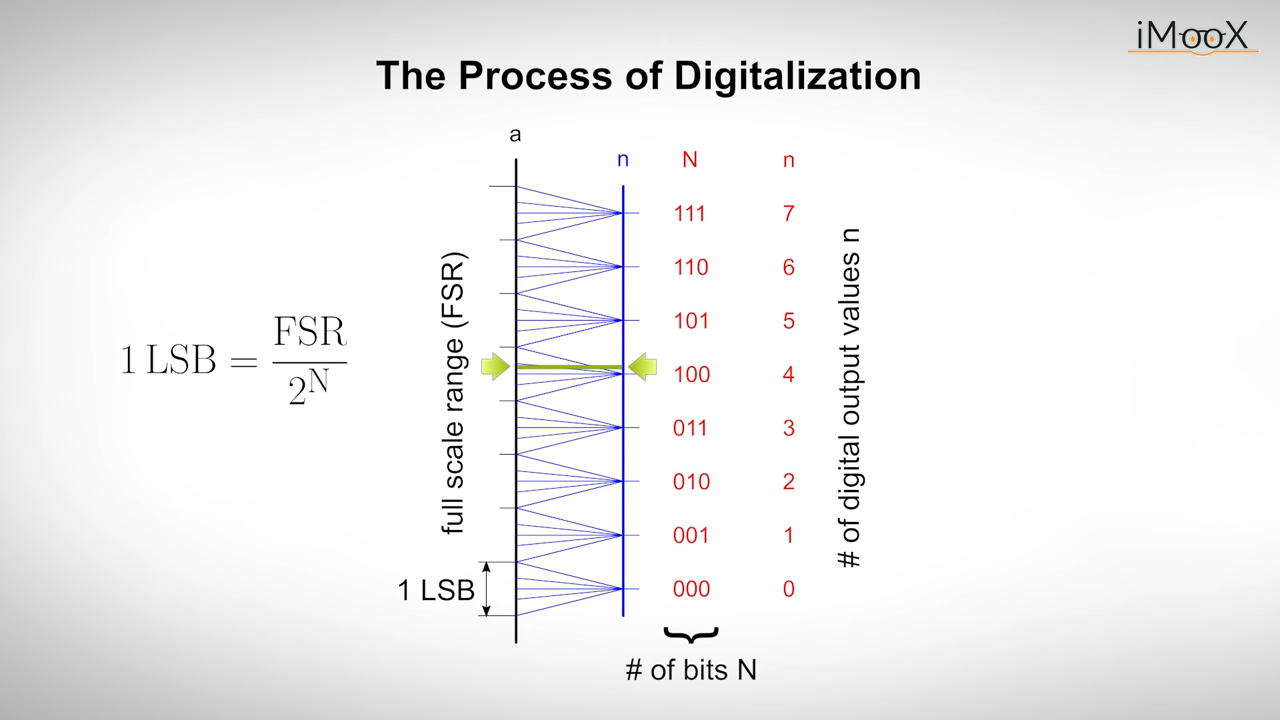 iMooX
The Process of Digitalization
a
n N n
111 7
110 6
101 5
100 4
011 3
010 2
001 1
000 0
full scale range (FSR)
1 LSB = FSR / 2^N
1 LSB
# of digital output values n
# of bits N